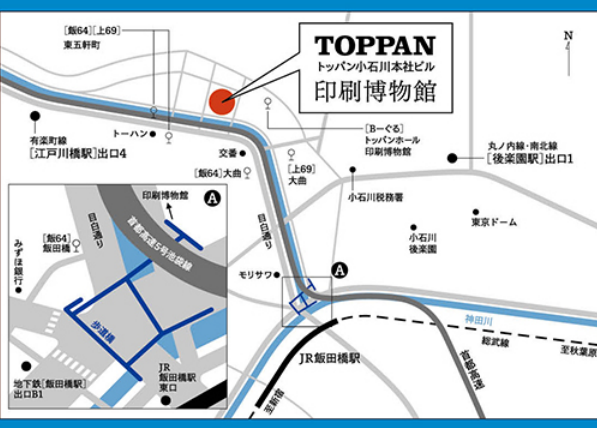 [飯64][上69]
東五軒町
TOPPAN
トッパン小石川本社ビル
印刷博物館
N
有楽町線
[江戸川橋駅]出口4
トーハン
交番
[飯64]大曲
[上69]
大曲
[Bーぐる]
トッパンホール
印刷博物館
丸ノ内線・南北線
[後楽園駅]出口1
小石川税務署
東京ドーム
小石川
後楽園
目白通り
モリサワ
A
神田川
総武線
至秋葉原
首都高速
JR飯田橋駅
至新宿
印刷博物館
A
目白通り
首都高速5号池袋線
[飯64]
飯田橋
みずほ銀行
歩道橋
地下鉄[飯田橋駅]
出口B1
JR
飯田橋駅
東口